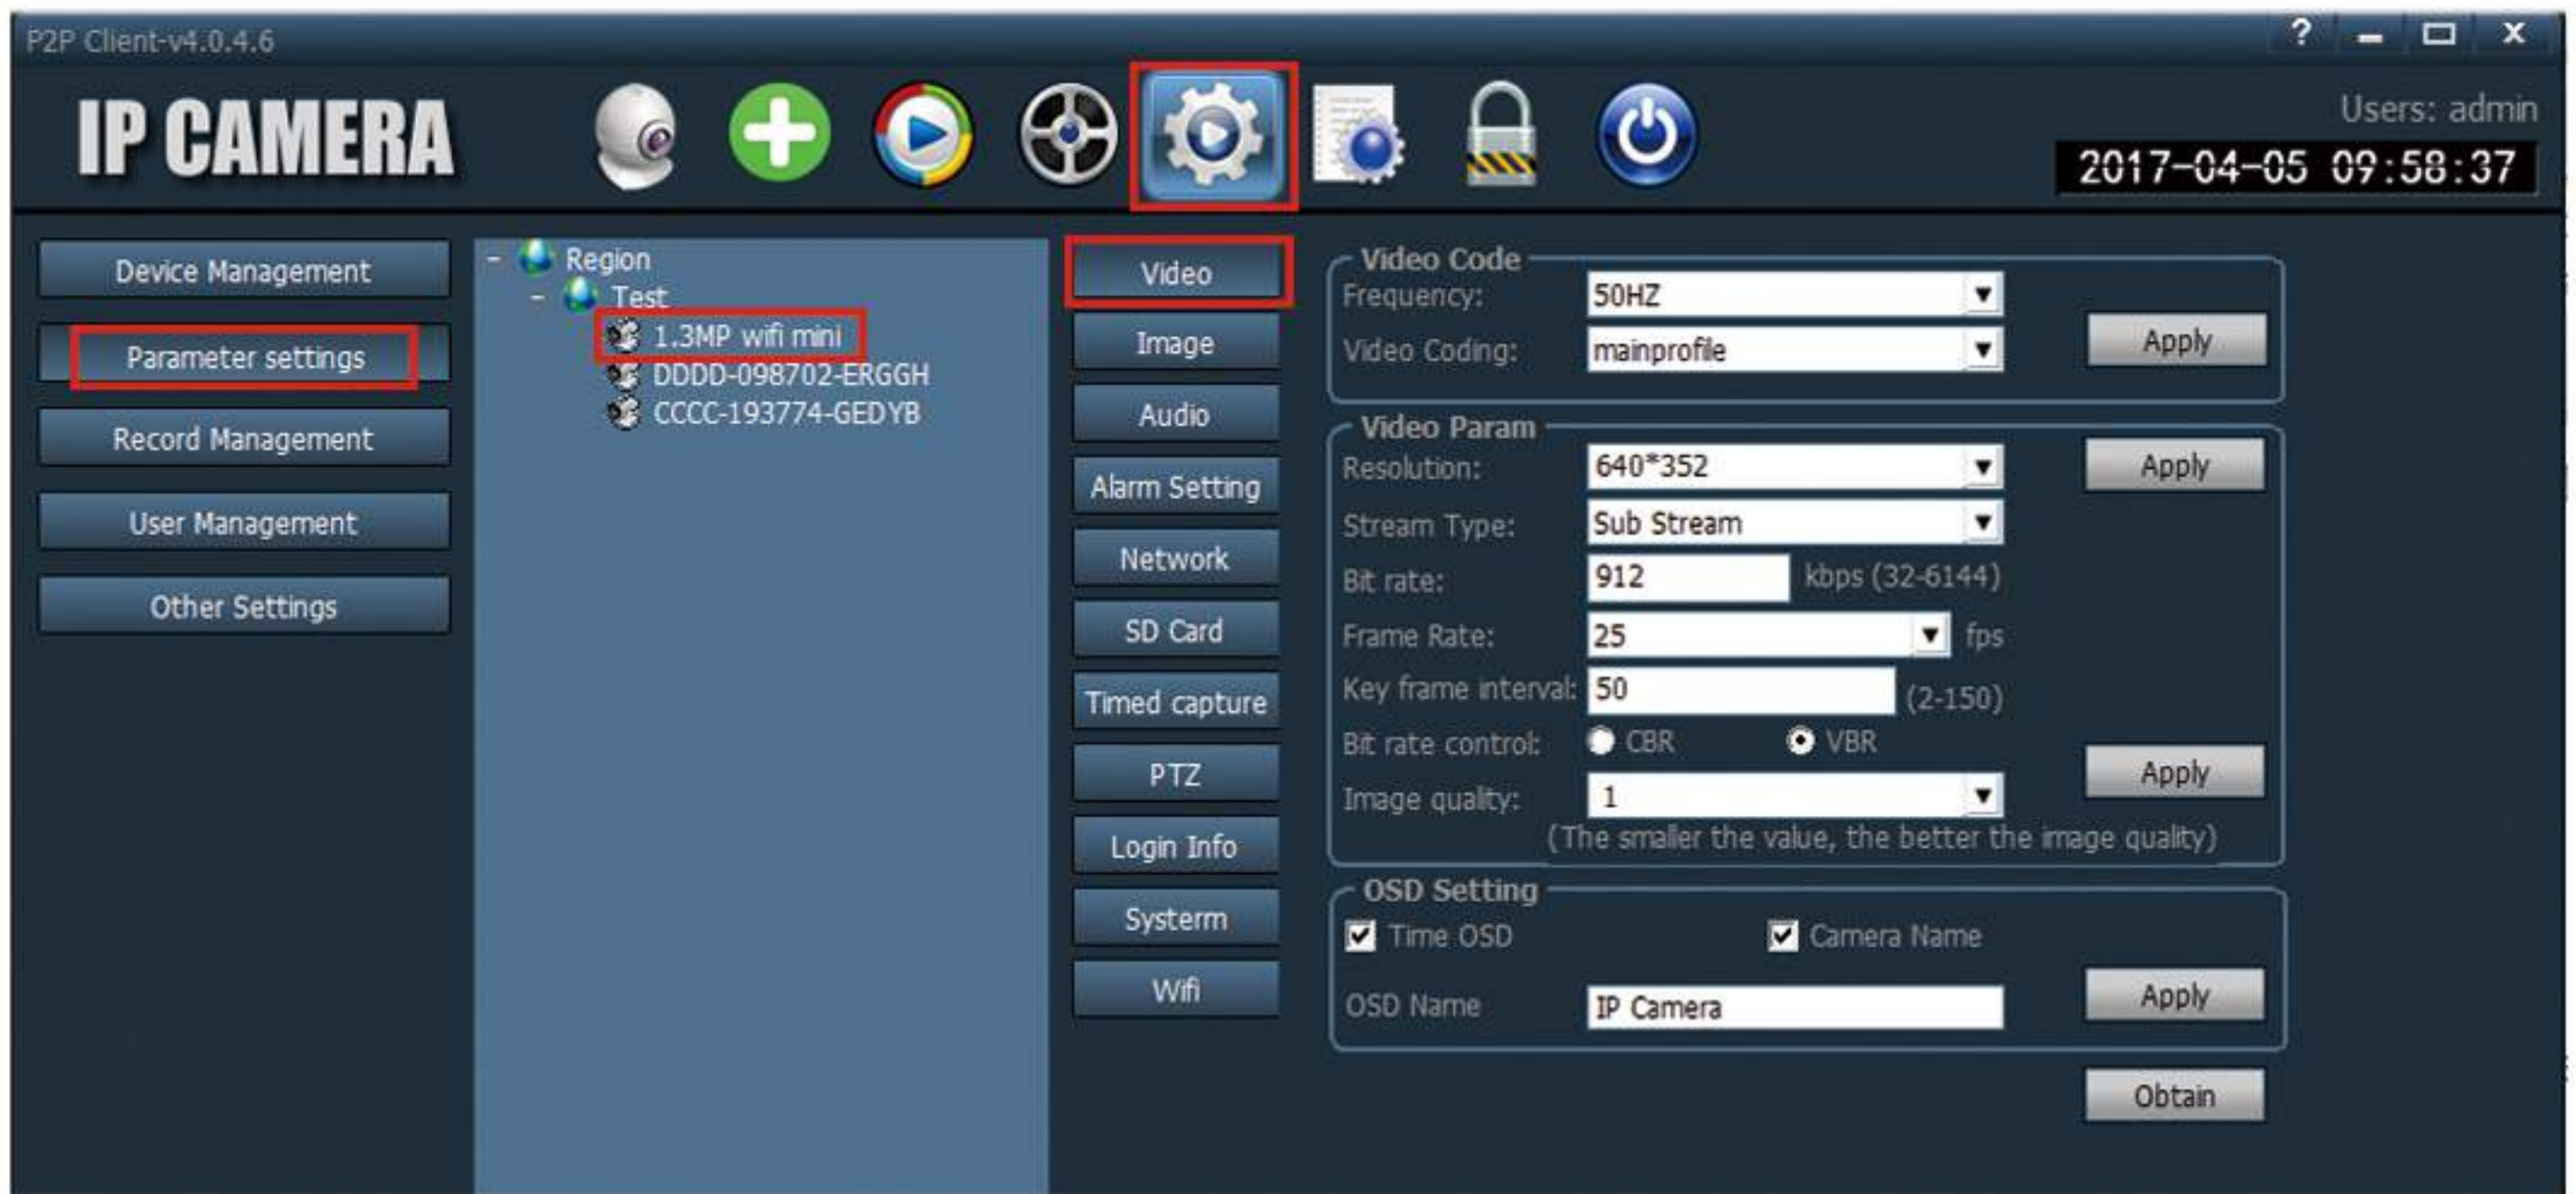 P2P Client-v4.0.4.6
IP CAMERA
Users: admin
2017-04-05 09:58:37
Device Management
Parameter settings
Record Management
User Management
Other Settings
Region
Test
1.3MP wifi mini
DDDD-098702-ERGGH
CCCC-193774-GEDYB
Video
Image
Audio
Alarm Setting
Network
SD Card
Timed capture
PTZ
Login Info
Systerm
Wifi
Video Code
Frequency: 50HZ
Video Coding: mainprofile
Apply
Video Param
Resolution: 640*352
Apply
Stream Type: Sub Stream
Bit rate: 912 kbps (32-6144)
Frame Rate: 25 fps
Key frame interval: 50 (2-150)
Bit rate control: CBR VBR
Apply
Image quality: 1
(The smaller the value, the better the image quality)
OSD Setting
Time OSD Camera Name
OSD Name IP Camera
Apply
Obtain